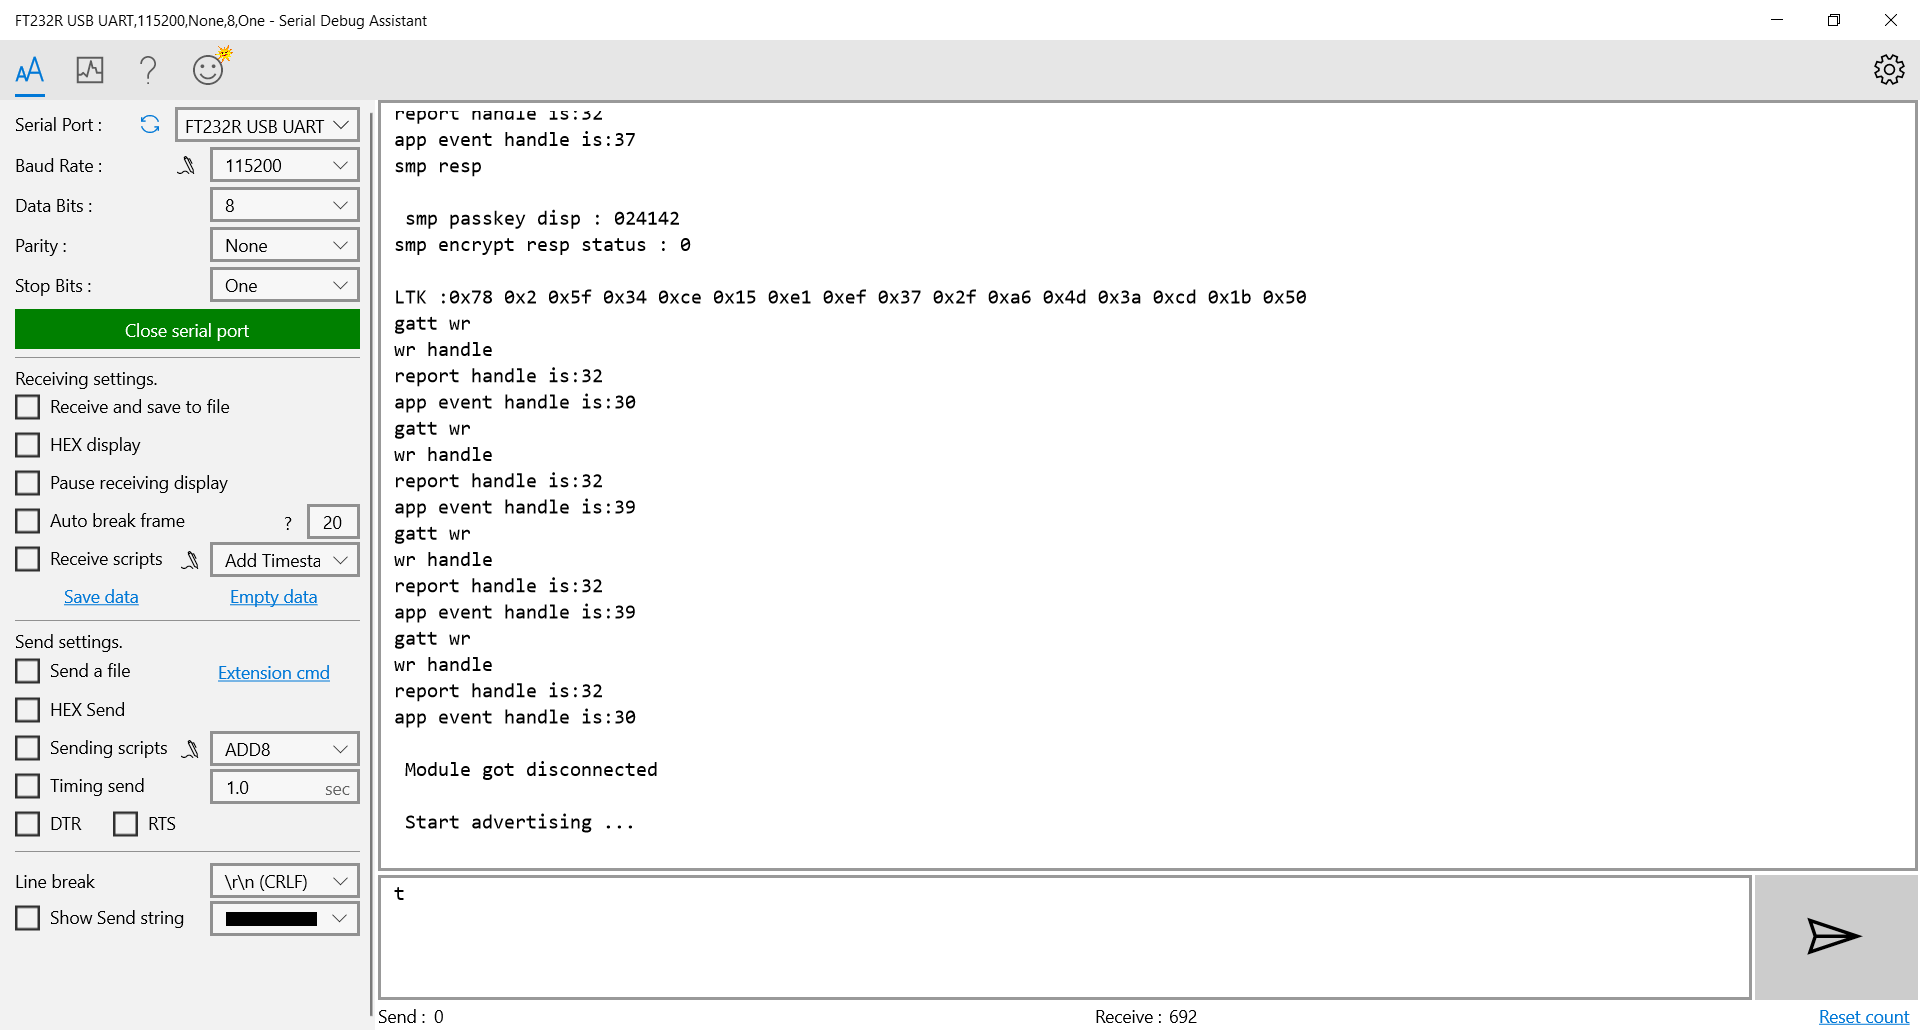 FT232R USB UART,115200,None,8,One - Serial Debug Assistant
Serial Port :
FT232R USB UART
Baud Rate :
115200
Data Bits :
8
Parity :
None
Stop Bits :
One
Close serial port
Receiving settings.
Receive and save to file
HEX display
Pause receiving display
Auto break frame
?
20
Receive scripts
Add Timesta
Save data
Empty data
Send settings.
Send a file
Extension cmd
HEX Send
Sending scripts
ADD8
Timing send
1.0
sec
DTR
RTS
Line break
\r\n (CRLF)
Show Send string
report handle is:32
app event handle is:37
smp resp
smp passkey disp : 024142
smp encrypt resp status : 0
LTK :0x78 0x2 0x5f 0x34 0xce 0x15 0xe1 0xef 0x37 0x2f 0xa6 0x4d 0x3a 0xcd 0x1b 0x50
gatt wr
wr handle
report handle is:32
app event handle is:30
gatt wr
wr handle
report handle is:32
app event handle is:39
gatt wr
wr handle
report handle is:32
app event handle is:39
gatt wr
wr handle
report handle is:32
app event handle is:30
Module got disconnected
Start advertising ...
t
Send : 0
Receive : 692
Reset count